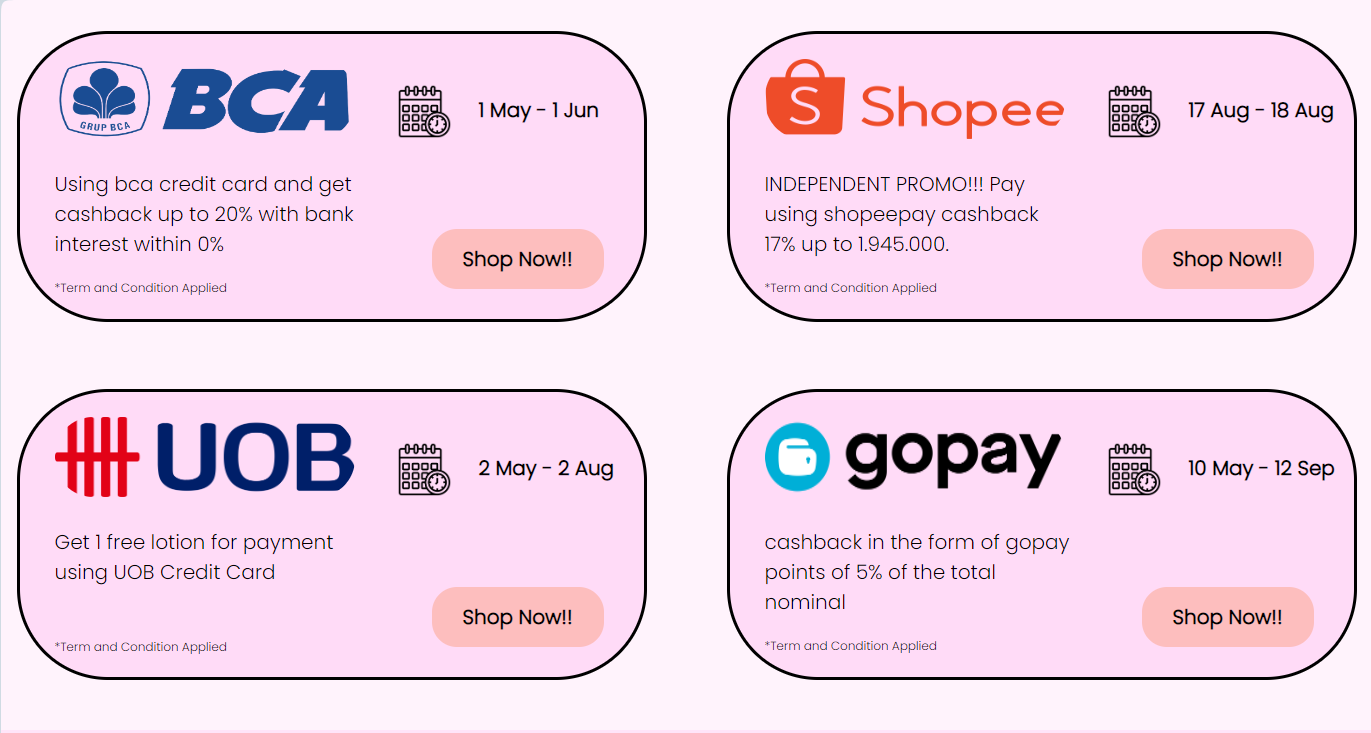 GRUP BCA
BCA
1 May - 1 Jun
Using bca credit card and get
cashback up to 20% with bank
interest within 0%
Shop Now!!
*Term and Condition Applied
S Shopee
17 Aug - 18 Aug
INDEPENDENT PROMO!!! Pay
using shopeepay cashback
17% up to 1.945.000.
Shop Now!!
*Term and Condition Applied
UOB
2 May - 2 Aug
Get 1 free lotion for payment
using UOB Credit Card
Shop Now!!
*Term and Condition Applied
gopay
10 May - 12 Sep
cashback in the form of gopay
points of 5% of the total
nominal
Shop Now!!
*Term and Condition Applied